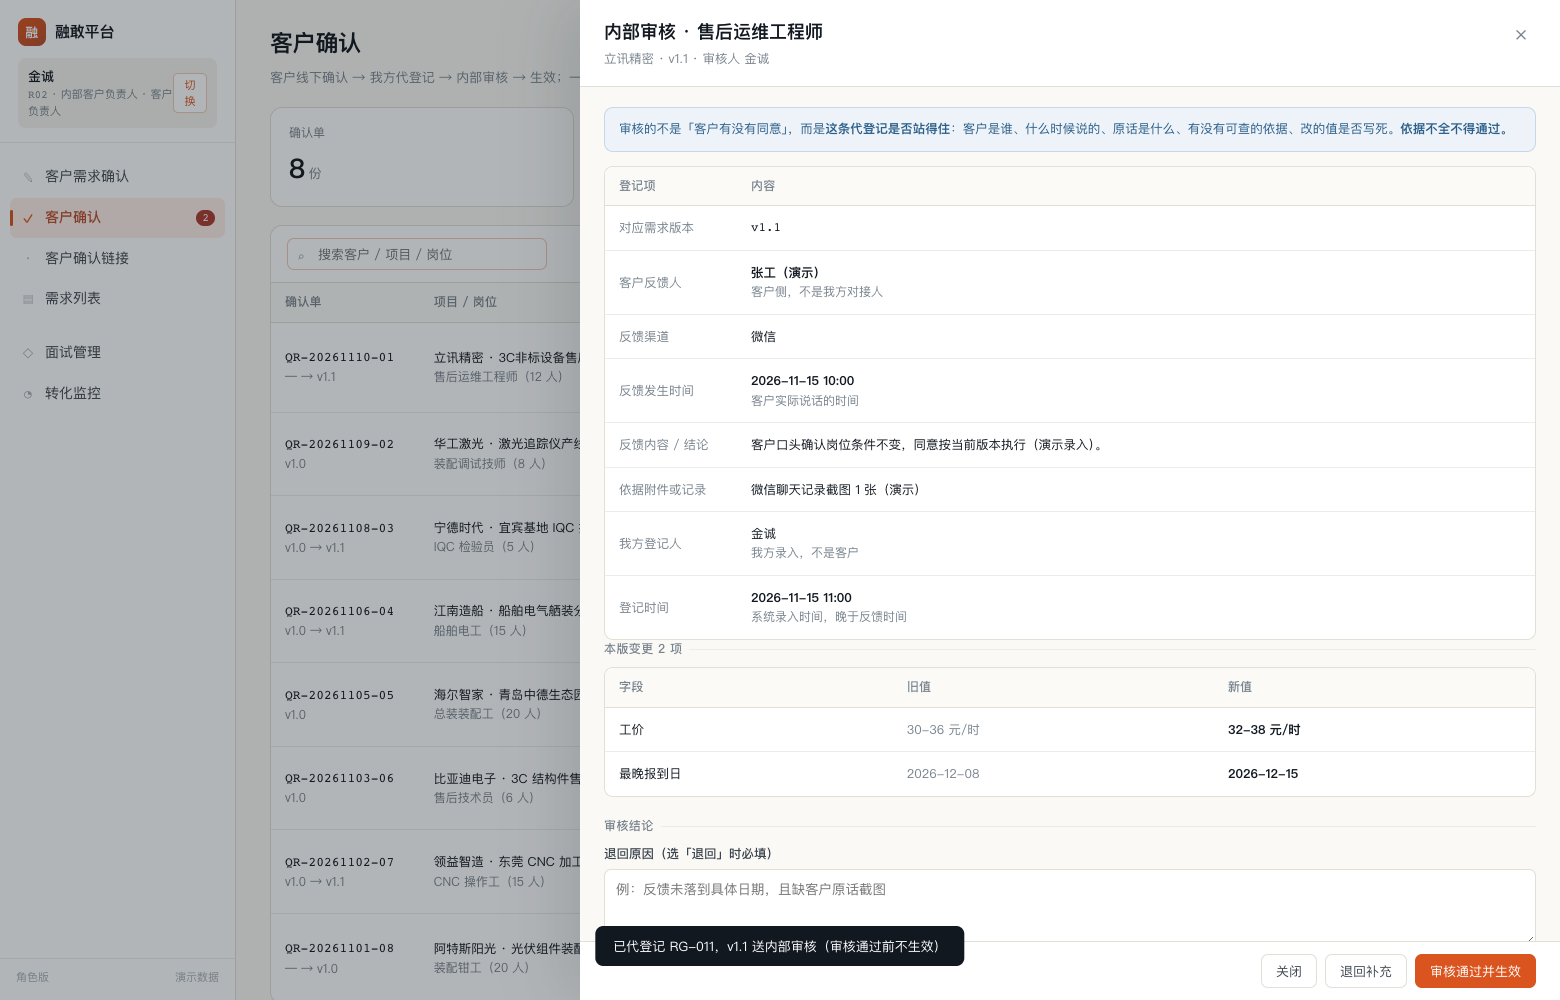 融
融敢平台
金诚
R02 · 内部客户负责人 · 客户
负责人
切
换
客户需求确认
客户确认
2
客户确认链接
需求列表
面试管理
转化监控
角色版
演示数据
客户确认
客户线下确认 → 我方代登记 → 内部审核 → 生效；一
确认单
8 份
搜索客户 / 项目 / 岗位
确认单
项目 / 岗位
QR-20261110-01
— → v1.1
立讯精密 · 3C非标设备售
售后运维工程师（12 人）
QR-20261109-02
v1.0
华工激光 · 激光追踪仪产
装配调试技师（8 人）
QR-20261108-03
v1.0 → v1.1
宁德时代 · 宜宾基地 IQC
IQC 检验员（5 人）
QR-20261106-04
v1.0 → v1.1
江南造船 · 船舶电气舾装
船舶电工（15 人）
QR-20261105-05
v1.0
海尔智家 · 青岛中德生态
总装装配工（20 人）
QR-20261103-06
v1.0
比亚迪电子 · 3C 结构件售
售后技术员（6 人）
QR-20261102-07
v1.0 → v1.1
领益智造 · 东莞 CNC 加工
CNC 操作工（15 人）
QR-20261101-08
— → v1.0
阿特斯阳光 · 光伏组件装配
装配钳工（20 人）
内部审核 · 售后运维工程师
立讯精密 · v1.1 · 审核人 金诚
审核的不是「客户有没有同意」，而是这条代登记是否站得住：客户是谁、什么时候说的、原话是什么、有没有可查的依据、改的值是否写死。依据不全不得通过。
登记项
内容
对应需求版本
v1.1
客户反馈人
张工（演示）
客户侧，不是我方对接人
反馈渠道
微信
反馈发生时间
2026-11-15 10:00
客户实际说话的时间
反馈内容 / 结论
客户口头确认岗位条件不变，同意按当前版本执行（演示录入）。
依据附件或记录
微信聊天记录截图 1 张（演示）
我方登记人
金诚
我方录入，不是客户
登记时间
2026-11-15 11:00
系统录入时间，晚于反馈时间
本版变更 2 项
字段
旧值
新值
工价
30-36 元/时
32-38 元/时
最晚报到日
2026-12-08
2026-12-15
审核结论
退回原因（选「退回」时必填）
例：反馈未落到具体日期，且缺客户原话截图
已代登记 RG-011，v1.1 送内部审核（审核通过前不生效）
关闭
退回补充
审核通过并生效